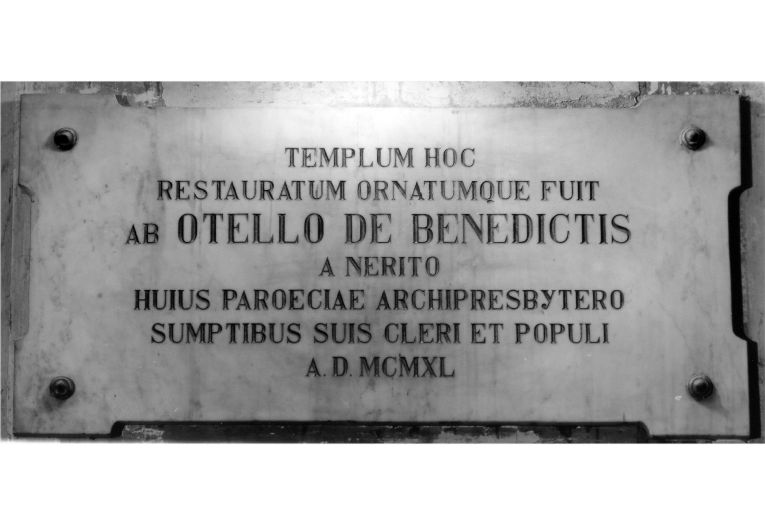 TEMPLUM HOC
RESTAURATUM ORNATUMQUE FUIT
AB OTELLO DE BENEDICTIS
A NERITO
HUIUS PAROECIAE ARCHIPRESBYTERO
SUMPTIBUS SUIS CLERI ET POPULI
A. D. MCMXL